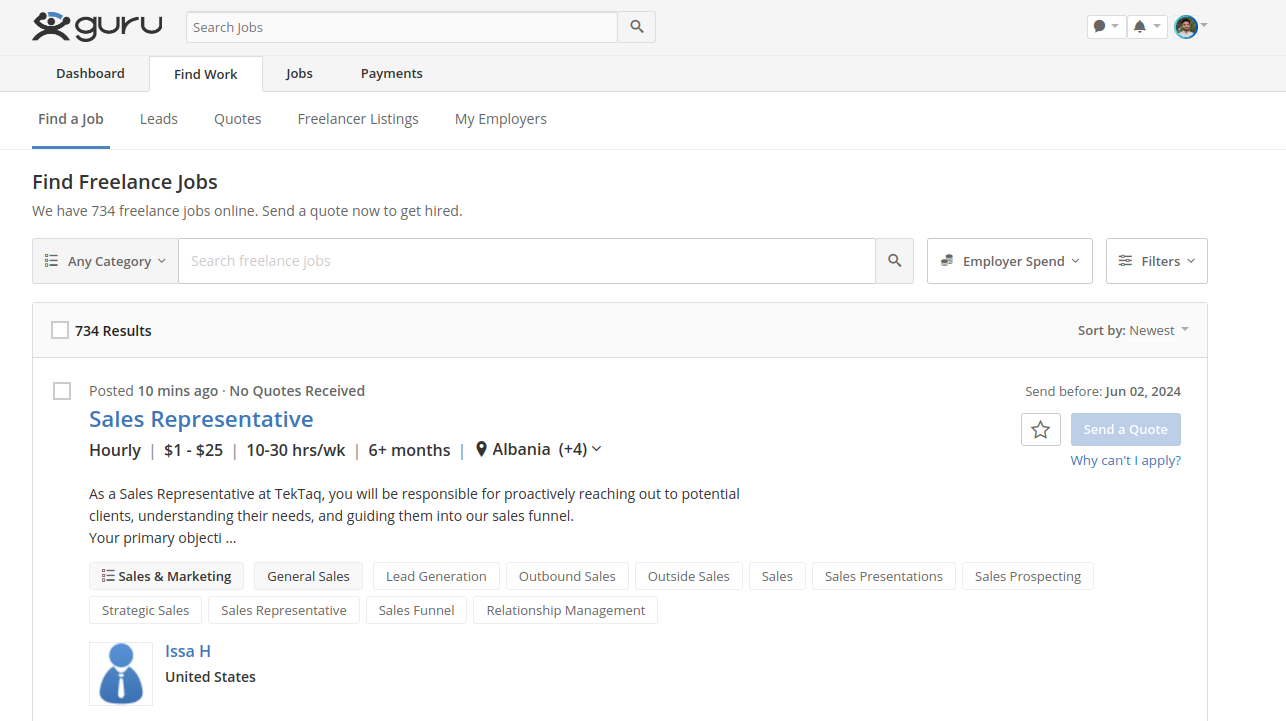 guru
Search Jobs
Dashboard Find Work Jobs Payments
Find a Job Leads Quotes Freelancer Listings My Employers
Find Freelance Jobs
We have 734 freelance jobs online. Send a quote now to get hired.
Any Category Search freelance jobs Employer Spend Filters
734 Results Sort by: Newest
Posted 10 mins ago · No Quotes Received Send before: Jun 02, 2024
Sales Representative Send a Quote
Hourly | $1 - $25 | 10-30 hrs/wk | 6+ months | Albania (+4)
Why can't I apply?
As a Sales Representative at TekTaq, you will be responsible for proactively reaching out to potential
clients, understanding their needs, and guiding them into our sales funnel.
Your primary objecti ...
Sales & Marketing General Sales Lead Generation Outbound Sales Outside Sales Sales Sales Presentations Sales Prospecting
Strategic Sales Sales Representative Sales Funnel Relationship Management
Issa H
United States